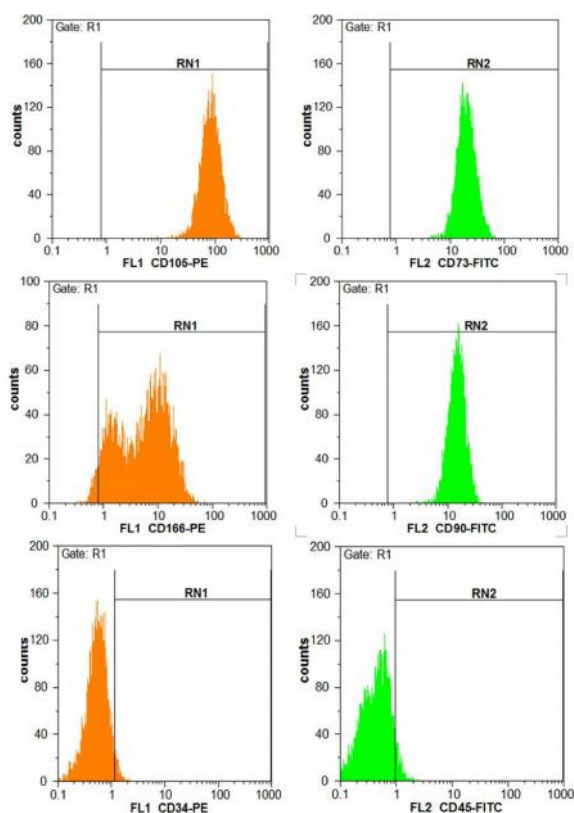 200
Gate: R1
RN1
160
120
counts
80
40
0
0.1 1 10 100 1000
FL1 CD105-PE
200
Gate: R1
RN2
160
120
counts
80
40
0
0.1 1 10 100 1000
FL2 CD73-FITC
100
Gate: R1
RN1
80
60
counts
40
20
0
0.1 1 10 100 1000
FL1 CD166-PE
200
Gate: R1
RN2
160
120
counts
80
40
0
0.1 1 10 100 1000
FL2 CD90-FITC
200
Gate: R1
RN1
160
120
counts
80
40
0
0.1 1 10 100 1000
FL1 CD34-PE
200
Gate: R1
RN2
160
120
counts
80
40
0
0.1 1 10 100 1000
FL2 CD45-FITC